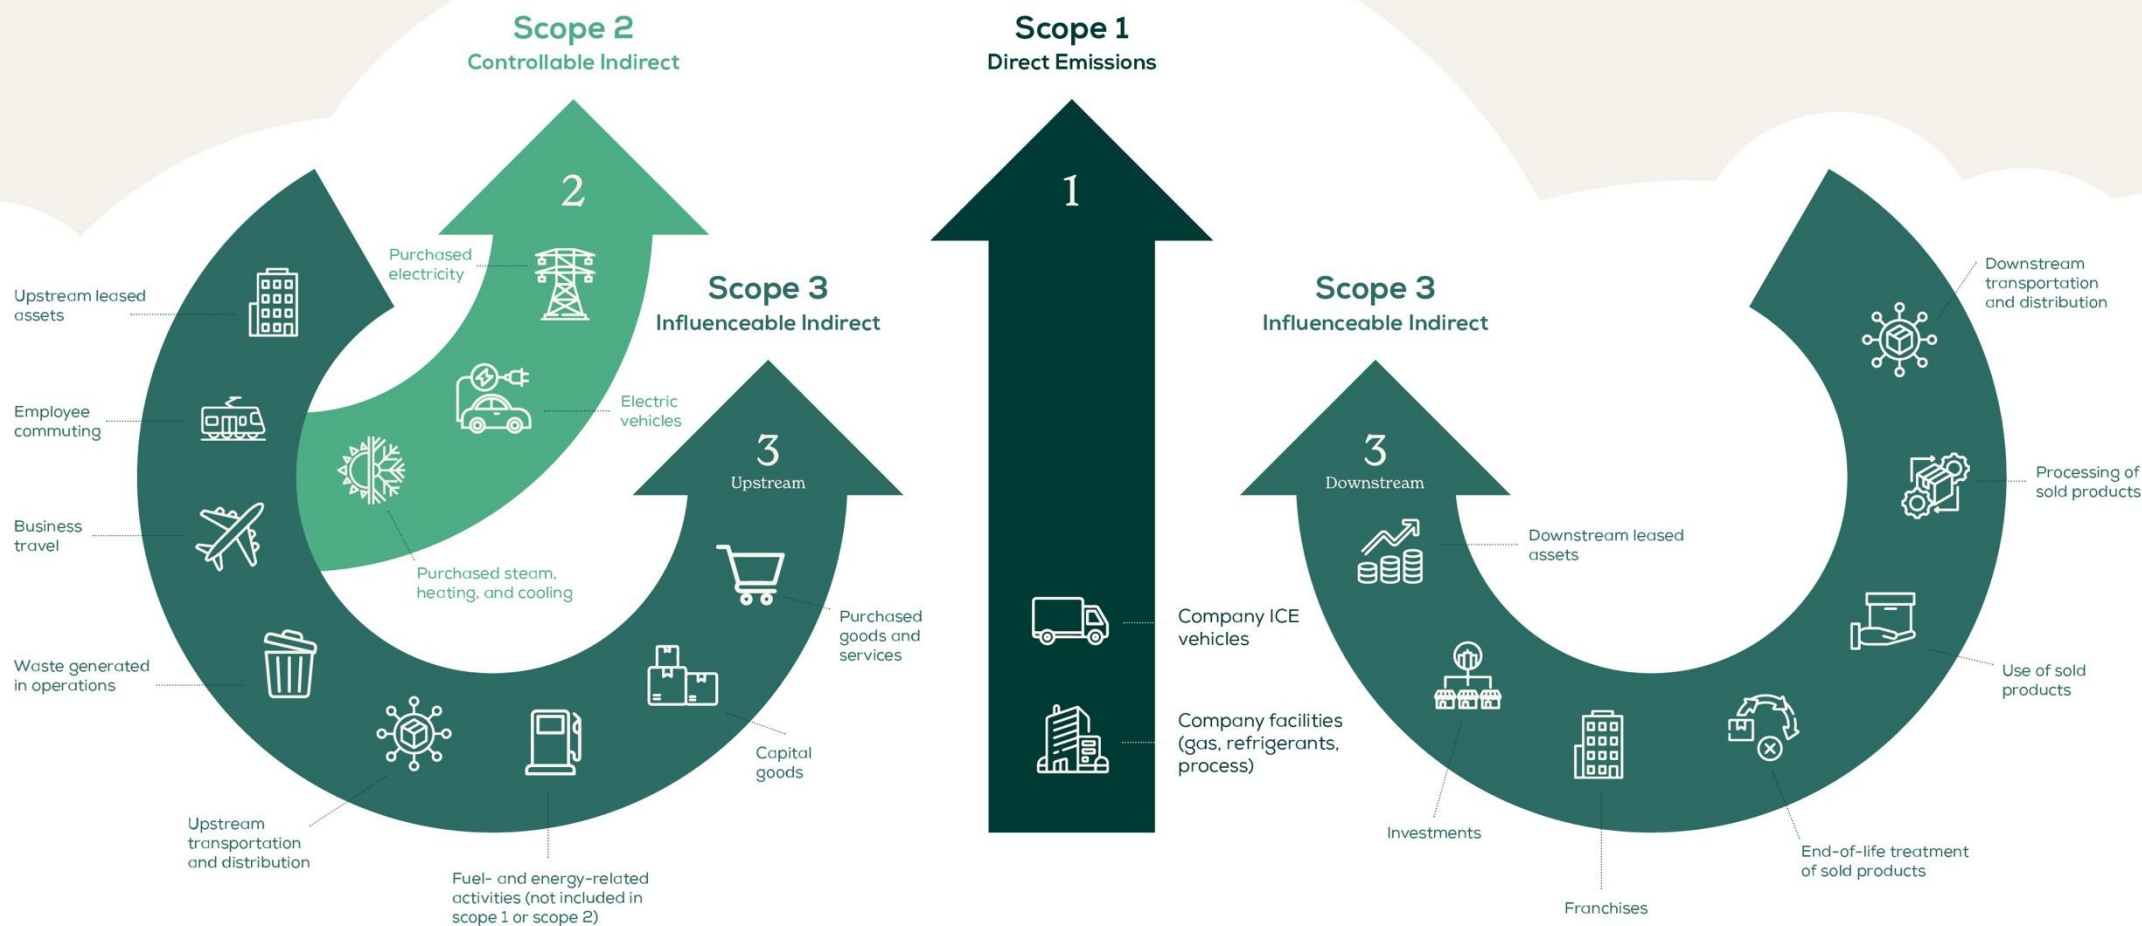 Scope 2
Controllable Indirect
2
Purchased
electricity
Electric
vehicles
Purchased steam,
heating, and cooling
Scope 3
Influenceable Indirect
3
Upstream
Upstream leased
assets
Employee
commuting
Business
travel
Waste generated
in operations
Upstream
transportation
and distribution
Fuel- and energy-related
activities (not included in
scope 1 or scope 2)
Capital
goods
Purchased
goods and
services
Scope 1
Direct Emissions
1
Company ICE
vehicles
Company facilities
(gas, refrigerants,
process)
Scope 3
Influenceable Indirect
3
Downstream
Downstream leased
assets
Investments
Franchises
End-of-life treatment
of sold products
Use of sold
products
Processing of
sold products
Downstream
transportation
and distribution